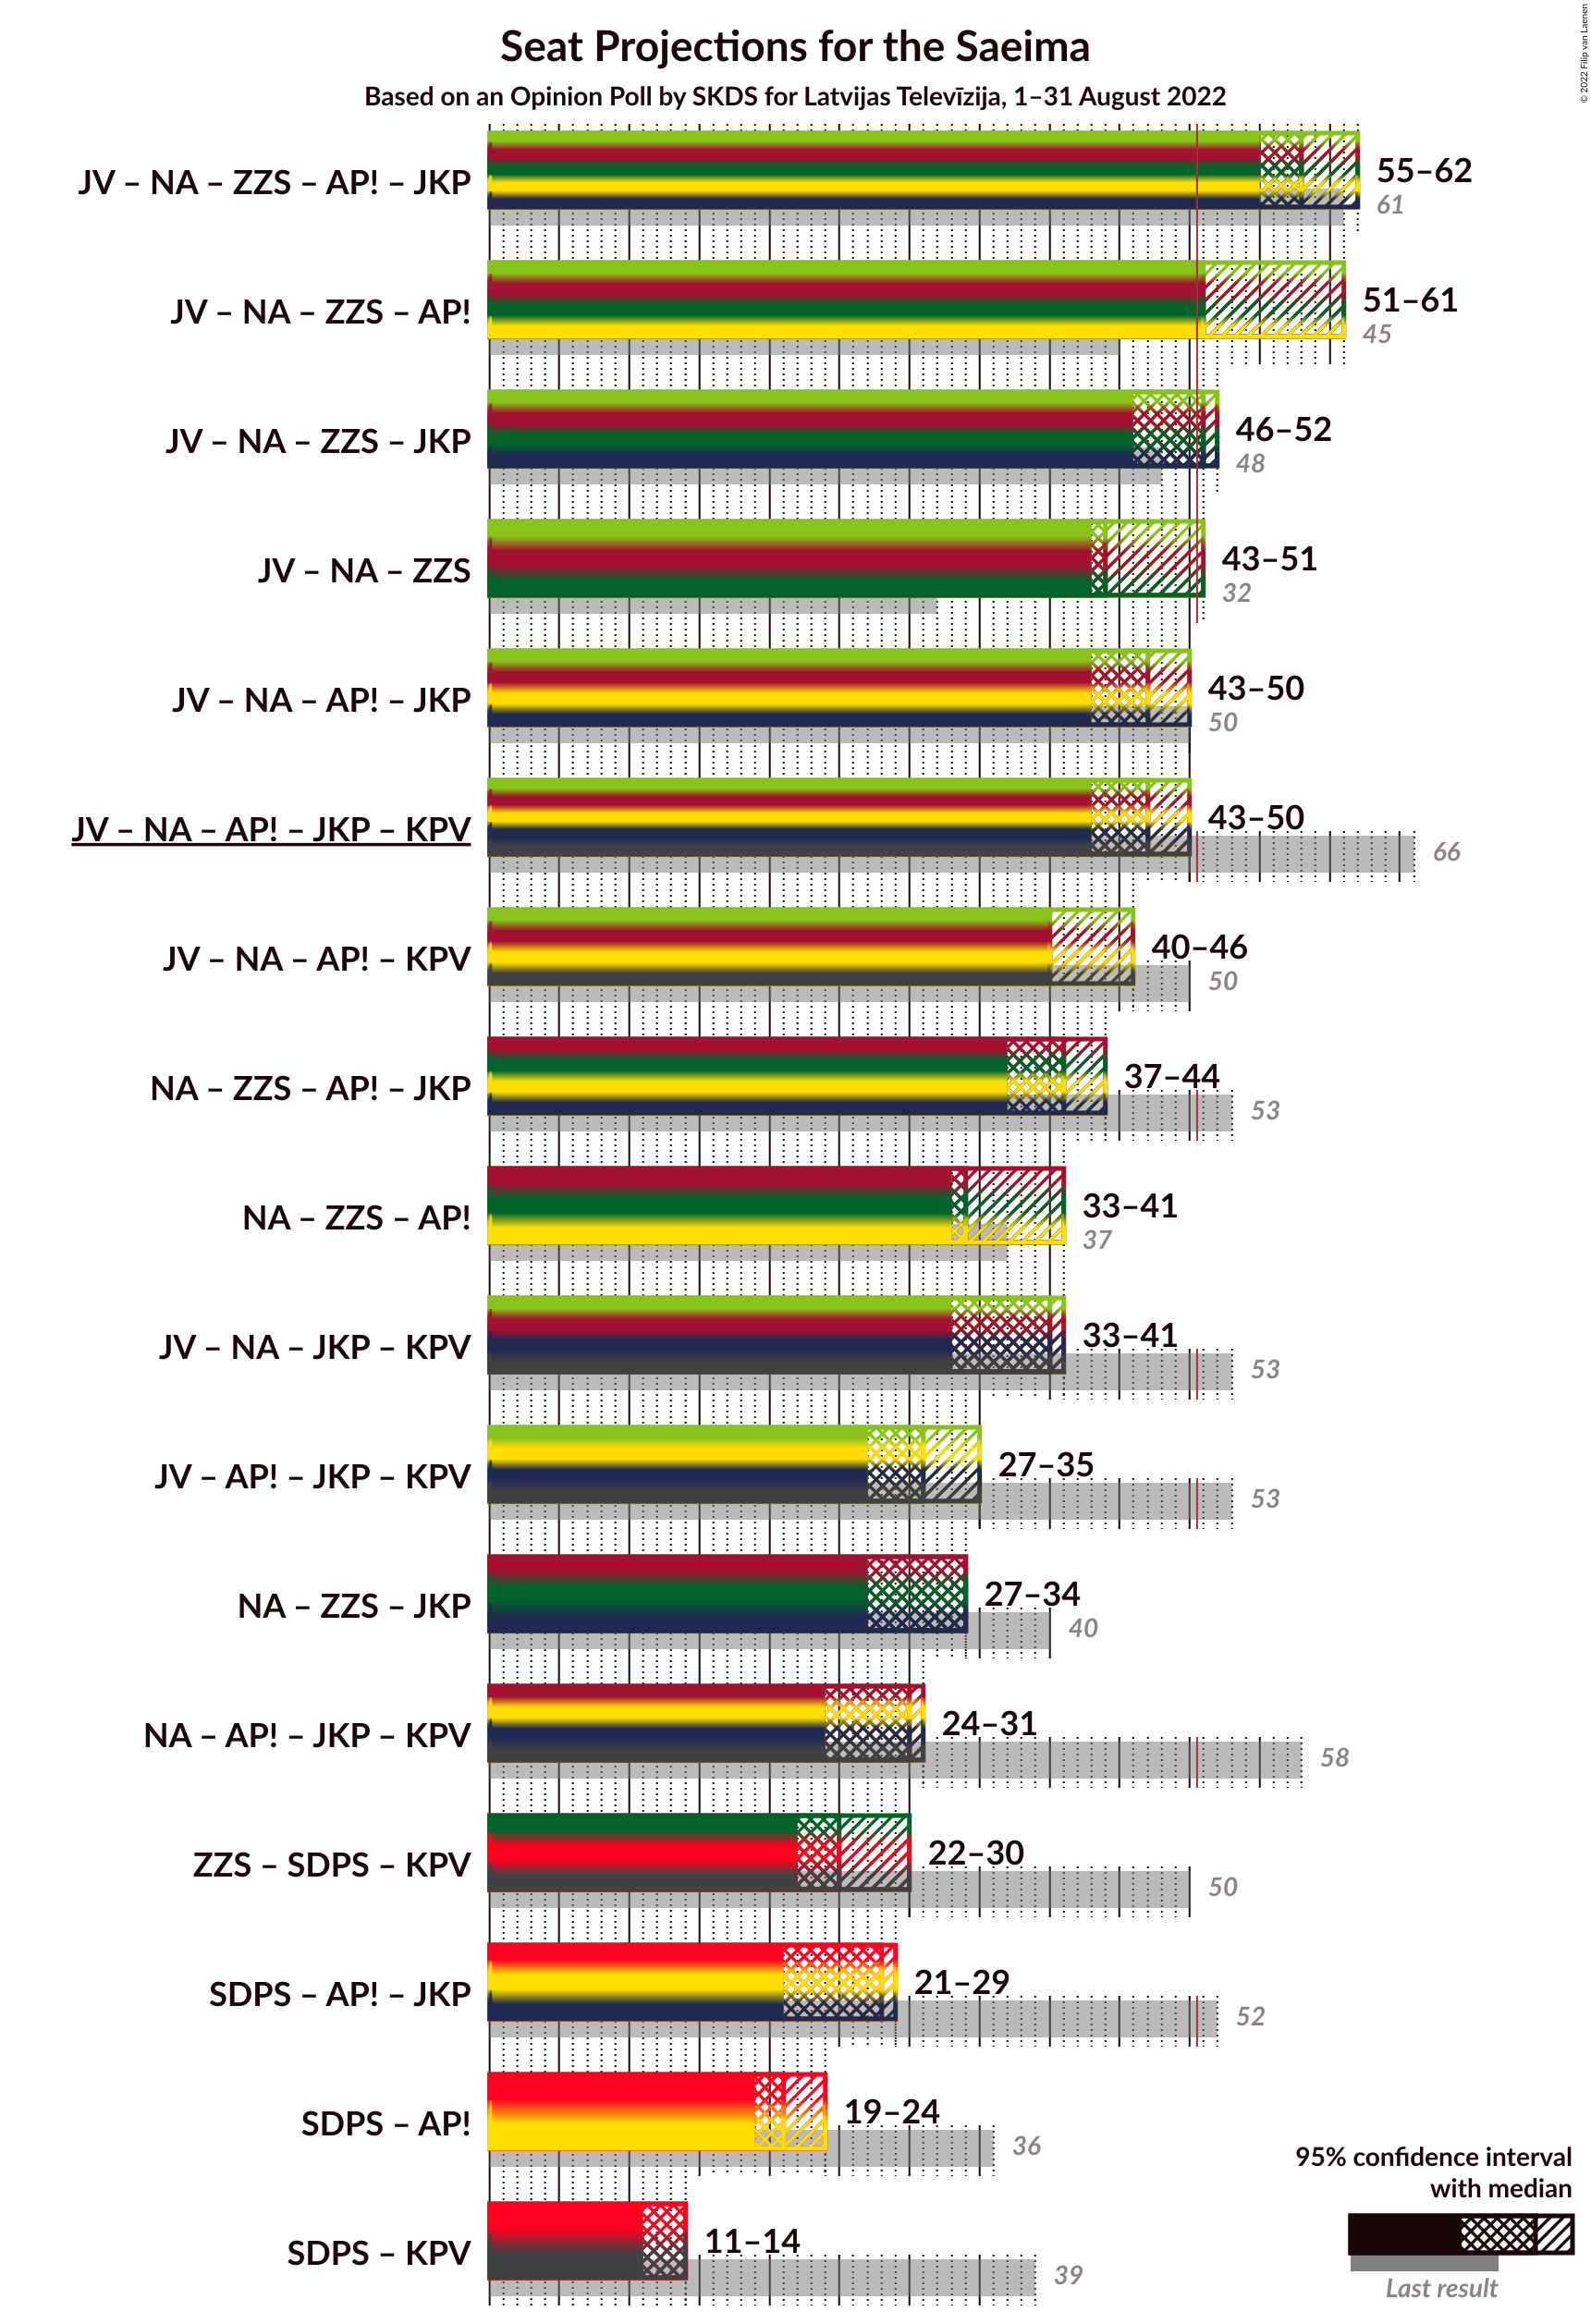 © 2022 Filip van Laenen
Seat Projections for the Saeima
Based on an Opinion Poll by SKDS for Latvijas Televīzija, 1–31 August 2022
JV – NA – ZZS – AP! – JKP
55–62
61
JV – NA – ZZS – AP!
51–61
45
JV – NA – ZZS – JKP
46–52
48
JV – NA – ZZS
43–51
32
JV – NA – AP! – JKP
43–50
50
JV – NA – AP! – JKP – KPV
43–50
66
JV – NA – AP! – KPV
40–46
50
NA – ZZS – AP! – JKP
37–44
53
NA – ZZS – AP!
33–41
37
JV – NA – JKP – KPV
33–41
53
JV – AP! – JKP – KPV
27–35
53
NA – ZZS – JKP
27–34
40
NA – AP! – JKP – KPV
24–31
58
ZZS – SDPS – KPV
22–30
50
SDPS – AP! – JKP
21–29
52
SDPS – AP!
19–24
36
SDPS – KPV
11–14
39
95% confidence interval
with median
Last result